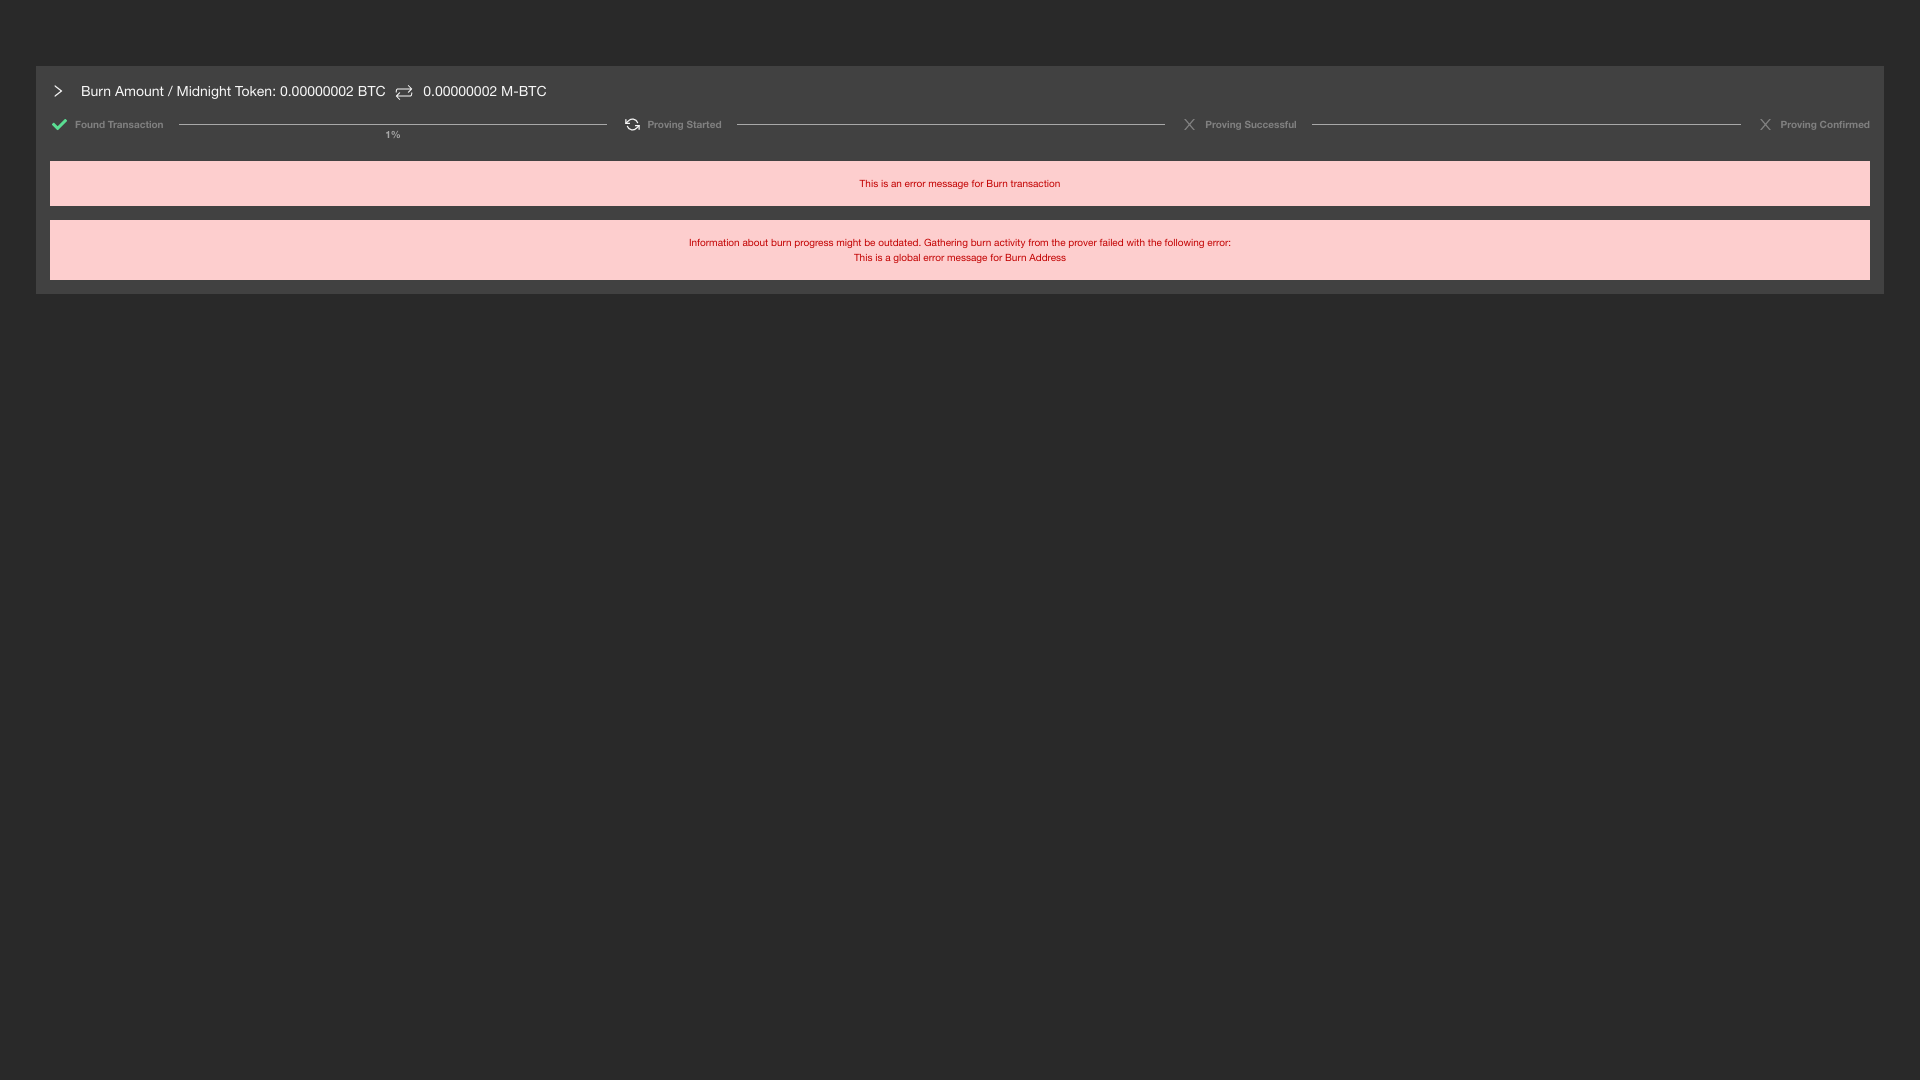 Burn Amount / Midnight Token: 0.00000002 BTC 0.00000002 M-BTC
Found Transaction 1% Proving Started Proving Successful Proving Confirmed
This is an error message for Burn transaction
Information about burn progress might be outdated. Gathering burn activity from the prover failed with the following error:
This is a global error message for Burn Address